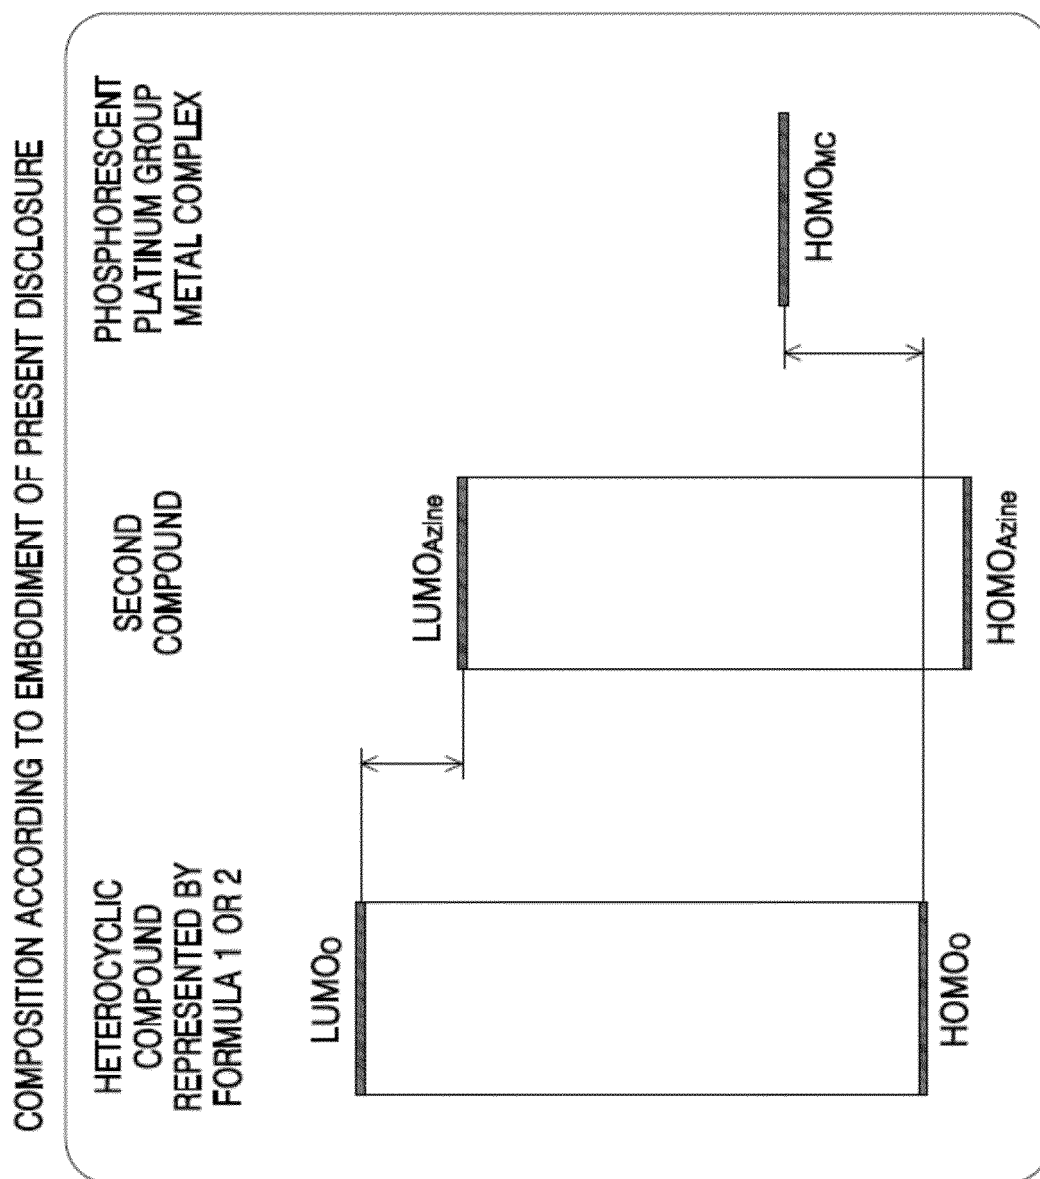 COMPOSITION ACCORDING TO EMBODIMENT OF PRESENT DISCLOSURE
HETEROCYCLIC
COMPOUND
REPRESENTED BY
FORMULA 1 OR 2
SECOND
COMPOUND
PHOSPHORESCENT
PLATINUM GROUP
METAL COMPLEX
LUMOO
LUMOAzine
HOMOMC
HOMOO
HOMOAzine